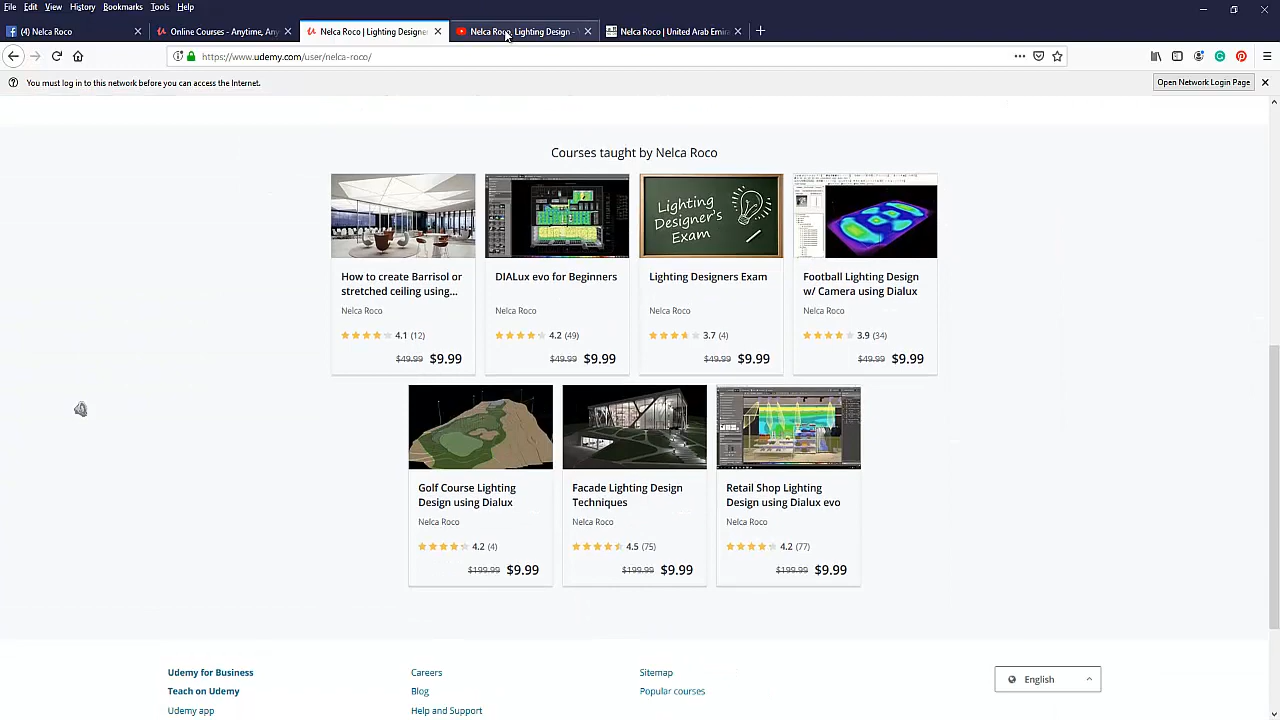 File Edit View History Bookmarks Tools Help
(4) Nelca Roco
Online Courses - Anytime, Any
Nelca Roco | Lighting Designe
Nelca Roco, Lighting Design -
Nelca Roco | United Arab Emira
https://www.udemy.com/user/nelca-roco/
You must log in to this network before you can access the Internet.
Open Network Login Page
Courses taught by Nelca Roco
Lighting
Designer's
Exam
How to create Barrisol or
stretched ceiling using...
Nelca Roco
4.1 (12)
$49.99 $9.99
DIALux evo for Beginners
Nelca Roco
4.2 (49)
$49.99 $9.99
Lighting Designers Exam
Nelca Roco
3.7 (4)
$49.99 $9.99
Football Lighting Design
w/ Camera using Dialux
Nelca Roco
3.9 (34)
$49.99 $9.99
Golf Course Lighting
Design using Dialux
Nelca Roco
4.2 (4)
$199.99 $9.99
Facade Lighting Design
Techniques
Nelca Roco
4.5 (75)
$199.99 $9.99
Retail Shop Lighting
Design using Dialux evo
Nelca Roco
4.2 (77)
$199.99 $9.99
Udemy for Business
Teach on Udemy
Udemy app
Careers
Blog
Help and Support
Sitemap
Popular courses
English